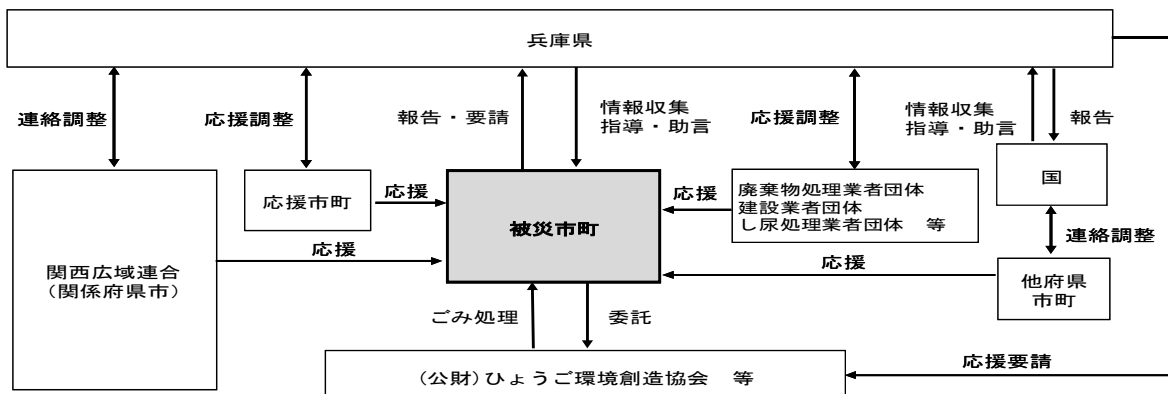 兵庫県
連絡調整
応援調整
報告・要請
情報収集
指導・助言
応援調整
情報収集
指導・助言
報告
関西広域連合
(関係府県市)
応援市町
応援
応援
被災市町
応援
廃棄物処理業者団体
建設業者団体
し尿処理業者団体　等
国
連絡調整
応援
他府県
市町
ごみ処理
委託
(公財)ひょうご環境創造協会　等
応援要請